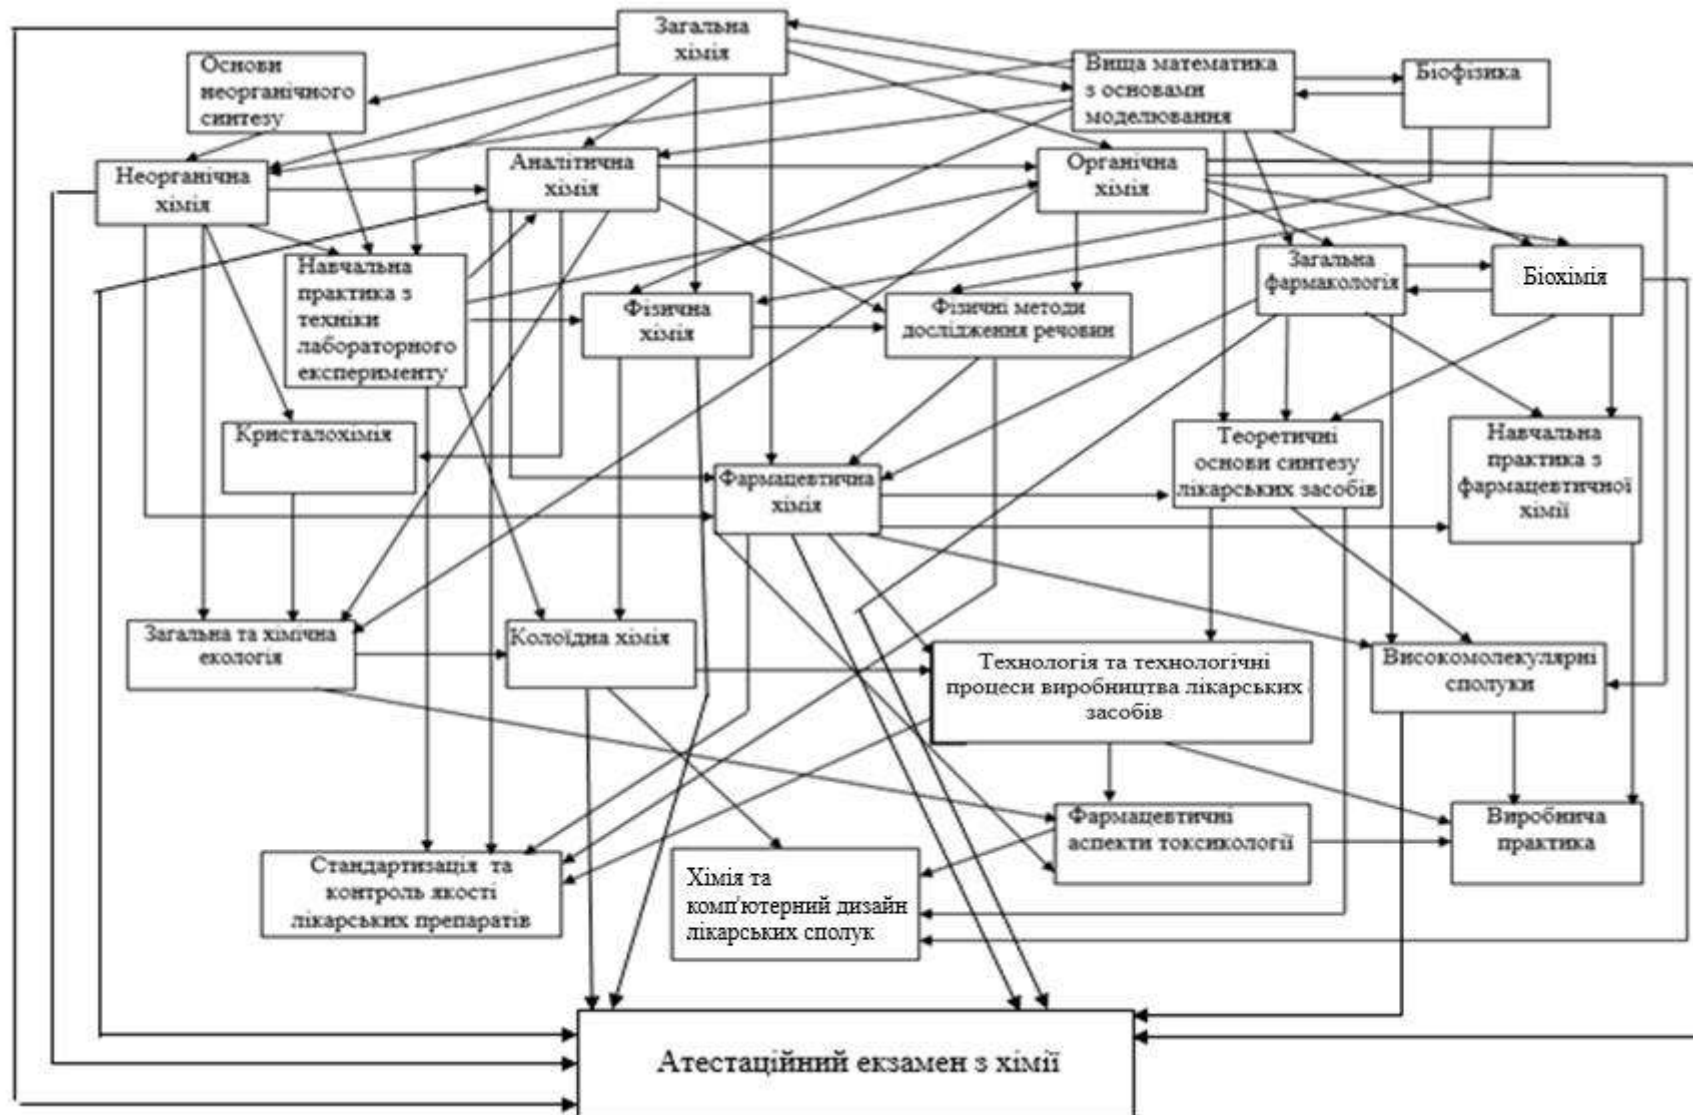 Загальна
хімія
Основи
неорганічного
синтезу
Вища математика
з основами
моделювання
Біофізика
Неорганічна
хімія
Аналітична
хімія
Органічна
хімія
Навчальна
практика з
техніки
лабораторного
експерименту
Фізична
хімія
Фізичні методи
дослідження речовин
Загальна
фармакологія
Біохімія
Кристалохімія
Фармацевтична
хімія
Теоретичні
основи синтезу
лікарських засобів
Навчальна
практика з
фармацевтичної
хімії
Загальна та хімічна
екологія
Колоїдна хімія
Технологія та технологічні
процеси виробництва лікарських
засобів
Високомолекулярні
сполуки
Стандартизація та
контроль якості
лікарських препаратів
Хімія та
комп'ютерний дизайн
лікарських сполук
Фармацевтичні
аспекти токсикології
Виробнича
практика
Атестаційний екзамен з хімії